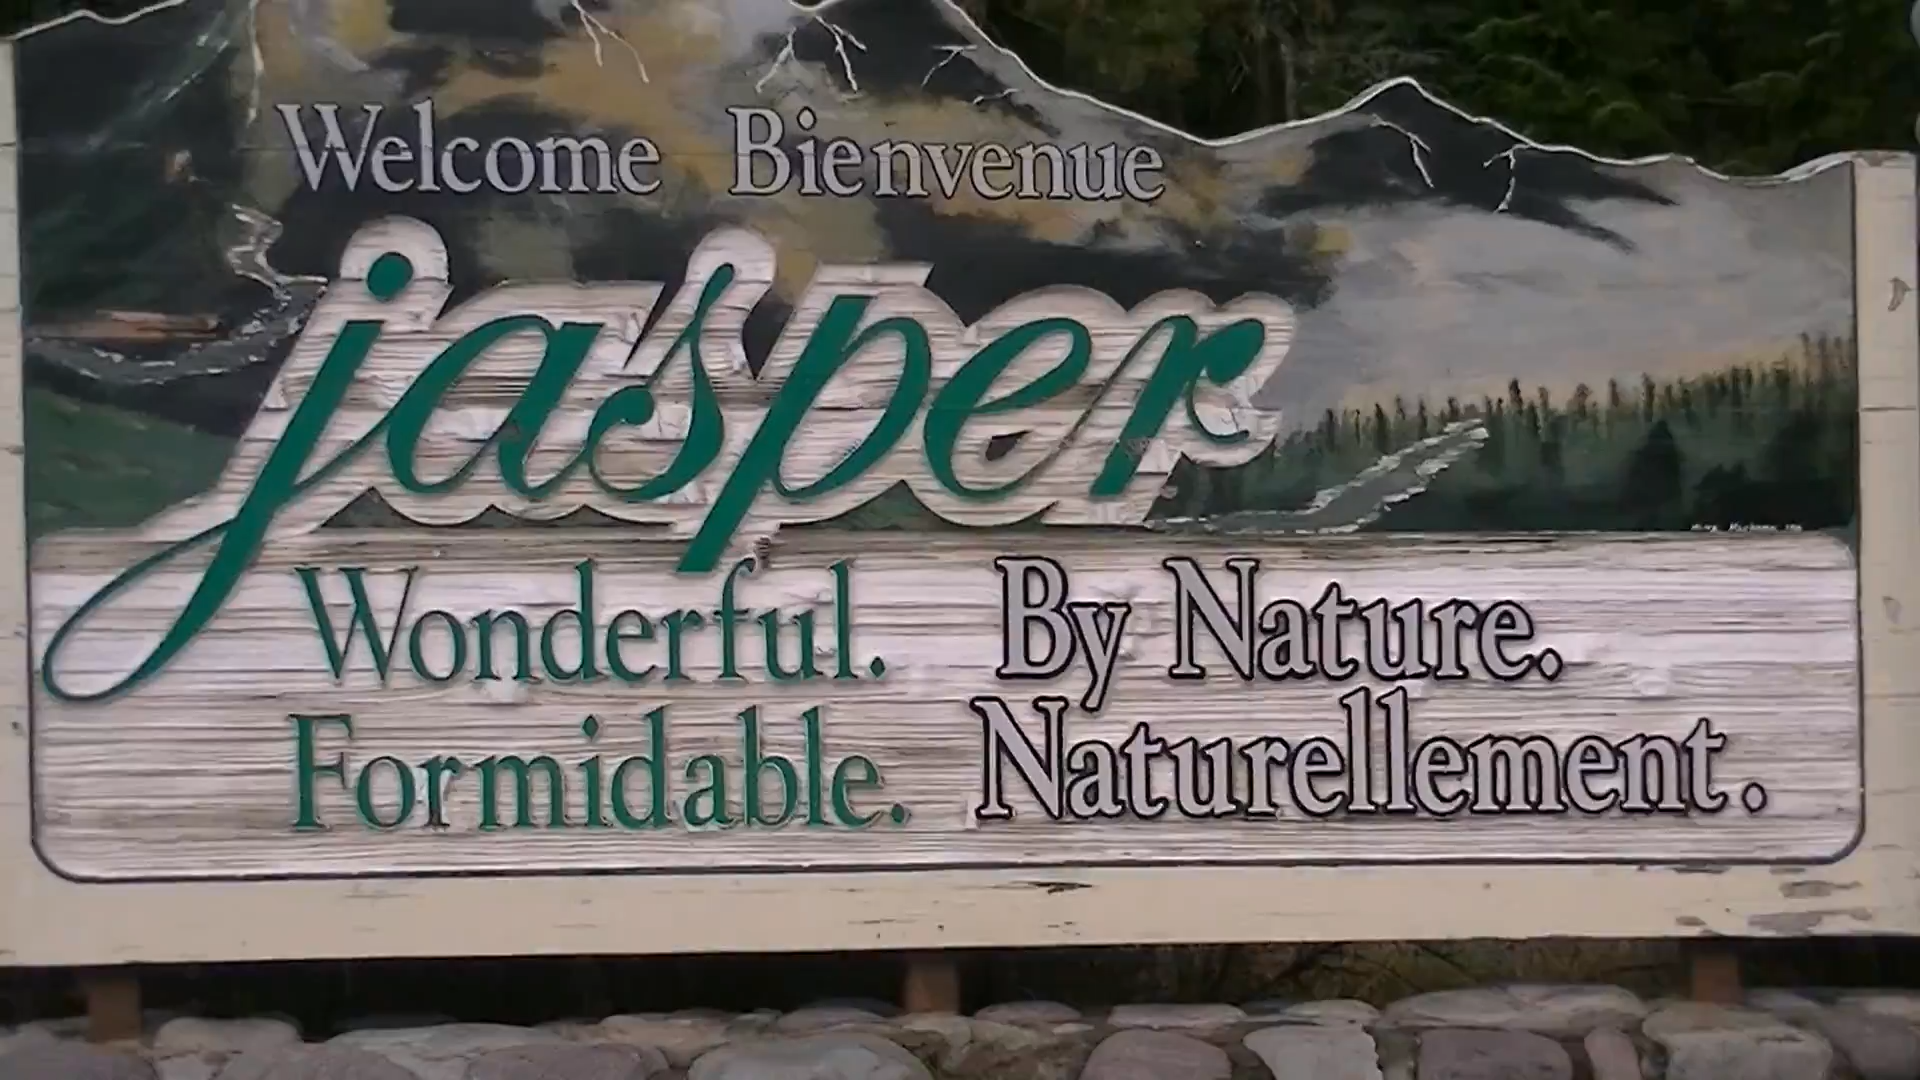 Welcome Bienvenue
jasper
Wonderful. By Nature.
Formidable. Naturellement.